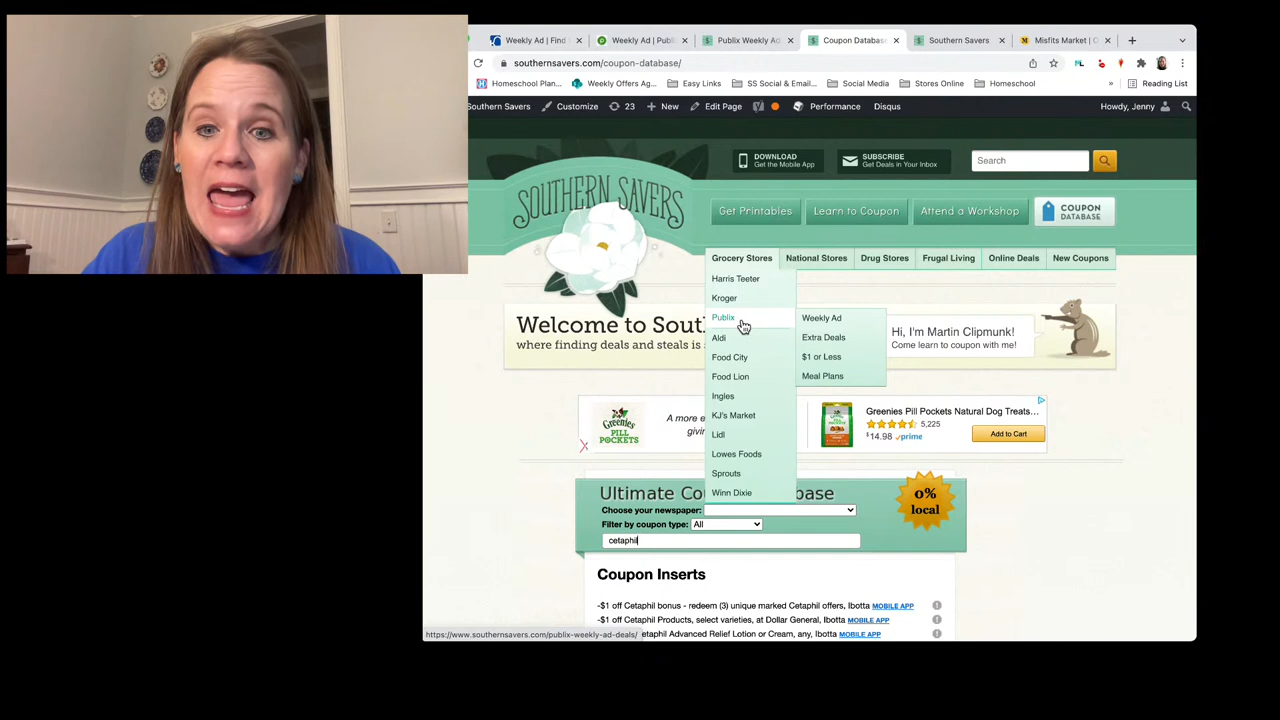 Weekly Ad | Find
Weekly Ad | Publ
Publix Weekly Ad
Coupon Database
Southern Savers
Misfits Market | C
southernsavers.com/coupon-database/
Homeschool Plan...
Weekly Offers Ag...
Easy Links
SS Social & Email...
Social Media
Stores Online
Homeschool
»
Reading List
Southern Savers
Customize
23
New
Edit Page
Performance
Disqus
Howdy, Jenny
DOWNLOAD
Get the Mobile App
SUBSCRIBE
Get Deals in Your Inbox
Search
SOUTHERN SAVERS
Get Printables
Learn to Coupon
Attend a Workshop
COUPON
DATABASE
Grocery Stores
National Stores
Drug Stores
Frugal Living
Online Deals
New Coupons
Harris Teeter
Kroger
Publix
Aldi
Food City
Food Lion
Ingles
KJ's Market
Lidl
Lowes Foods
Sprouts
Winn Dixie
Weekly Ad
Extra Deals
$1 or Less
Meal Plans
Welcome to Sout
where finding deals and steals is s
Hi, I'm Martin Clipmunk!
Come learn to coupon with me!
GREENIES
PILL
POCKETS
A more e
givin
Greenies Pill Pockets Natural Dog Treats...
5,225
$14.98 prime
Add to Cart
Ultimate Co
base
Choose your newspaper:
Filter by coupon type: All
cetaphil
0%
local
Coupon Inserts
-$1 off Cetaphil bonus - redeem (3) unique marked Cetaphil offers, Ibotta MOBILE APP
-$1 off Cetaphil Products, select varieties, at Dollar General, Ibotta MOBILE APP
etaphil Advanced Relief Lotion or Cream, any, Ibotta MOBILE APP
https://www.southernsavers.com/publix-weekly-ad-deals/